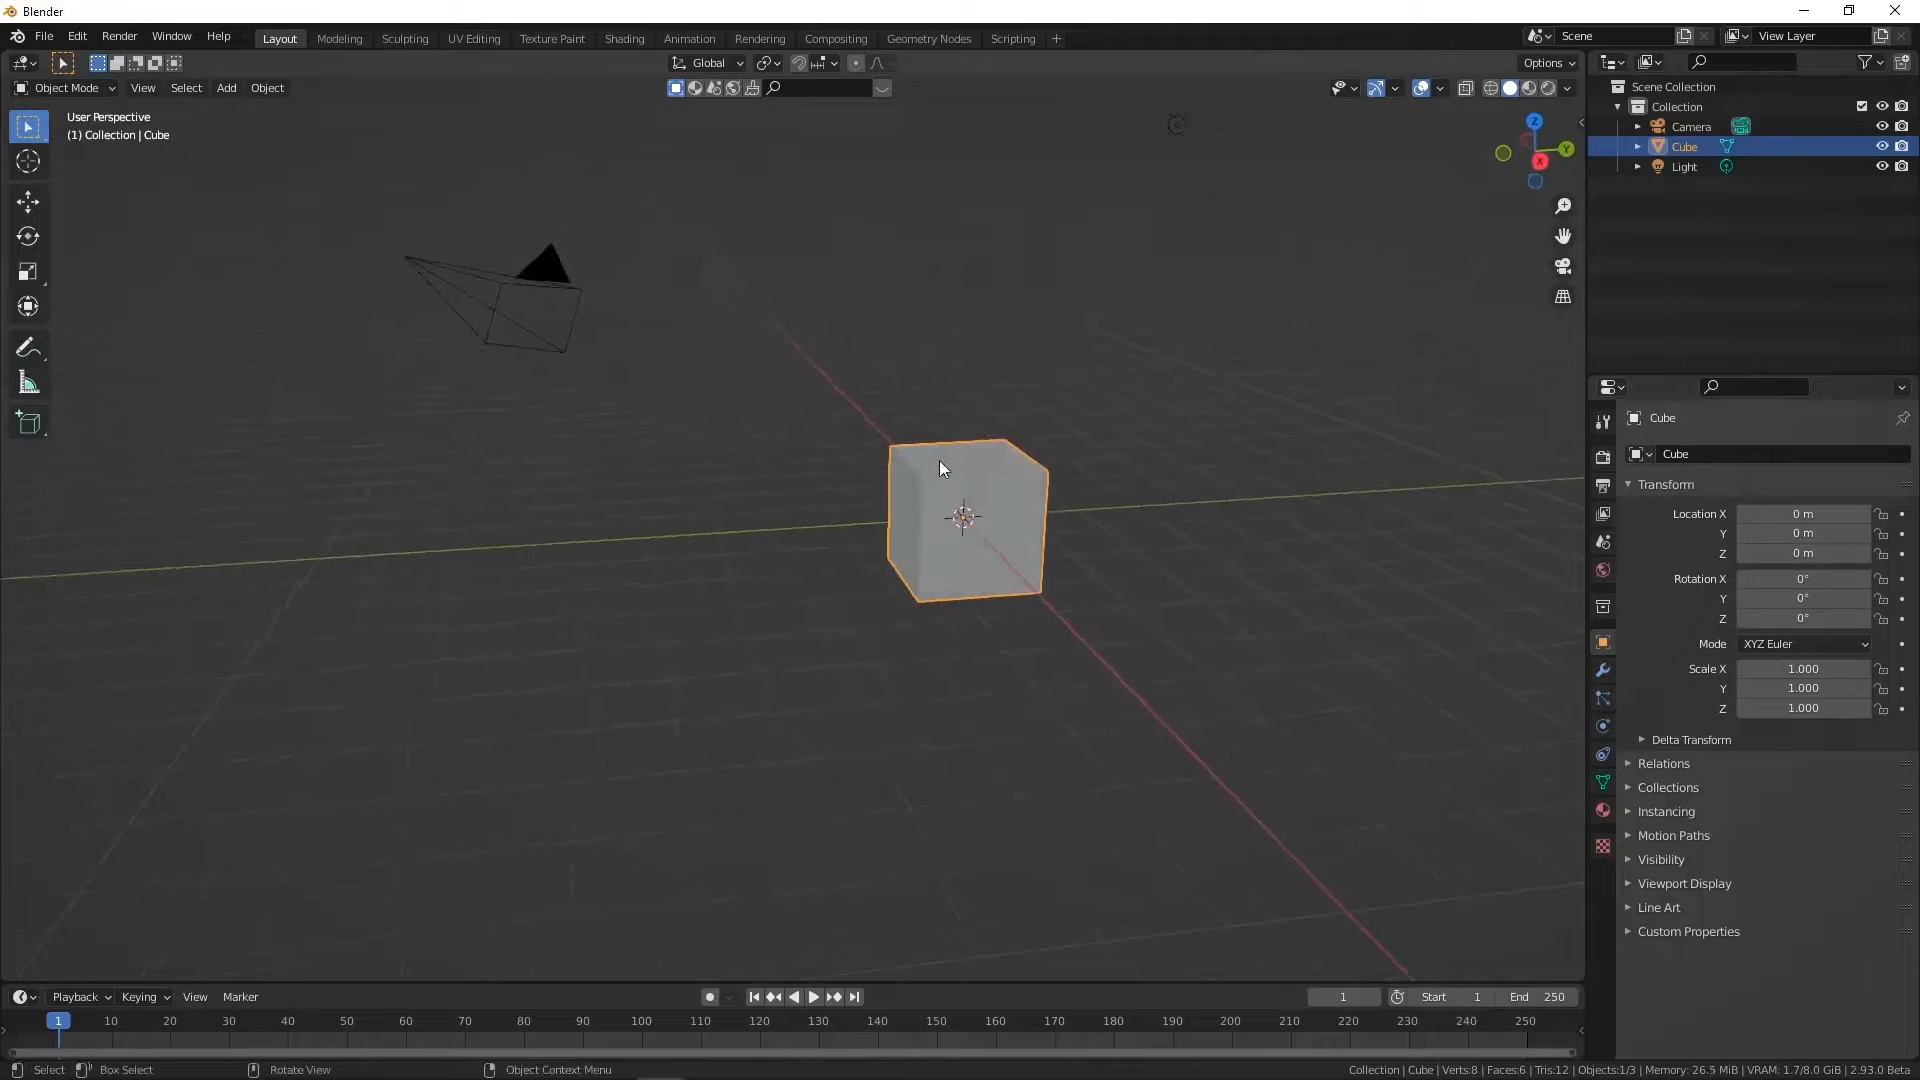 Blender
File Edit Render Window Help
Layout Modeling Sculpting UV Editing Texture Paint Shading Animation Rendering Compositing Geometry Nodes Scripting +
Scene
View Layer
Global
Options
Object Mode View Select Add Object
User Perspective
(1) Collection | Cube
Z
Y
X
Scene Collection
Collection
Camera
Cube
Light
Cube
Cube
Transform
Location X 0 m
Y 0 m
Z 0 m
Rotation X 0°
Y 0°
Z 0°
Mode XYZ Euler
Scale X 1.000
Y 1.000
Z 1.000
Delta Transform
Relations
Collections
Instancing
Motion Paths
Visibility
Viewport Display
Line Art
Custom Properties
Playback Keying View Marker
1 Start 1 End 250
1 10 20 30 40 50 60 70 80 90 100 110 120 130 140 150 160 170 180 190 200 210 220 230 240 250
Select Box Select Rotate View Object Context Menu
Collection | Cube | Verts:8 | Faces:6 | Tris:12 | Objects:1/3 | Memory: 26.5 MiB | VRAM: 1.7/8.0 GiB | 2.93.0 Beta